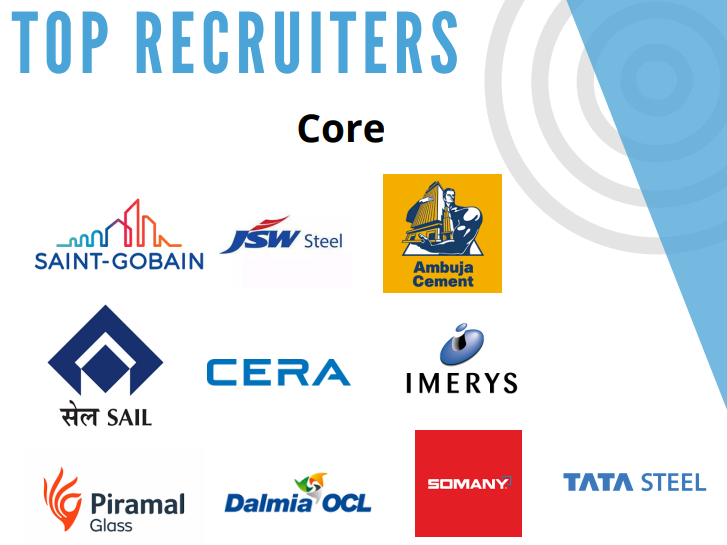 TOP RECRUITERS
Core
SAINT-GOBAIN
JSW Steel
Ambuja
Cement
सेल SAIL
CERA
IMERYS
Piramal
Glass
Dalmia OCL
SOMANY
TATA STEEL